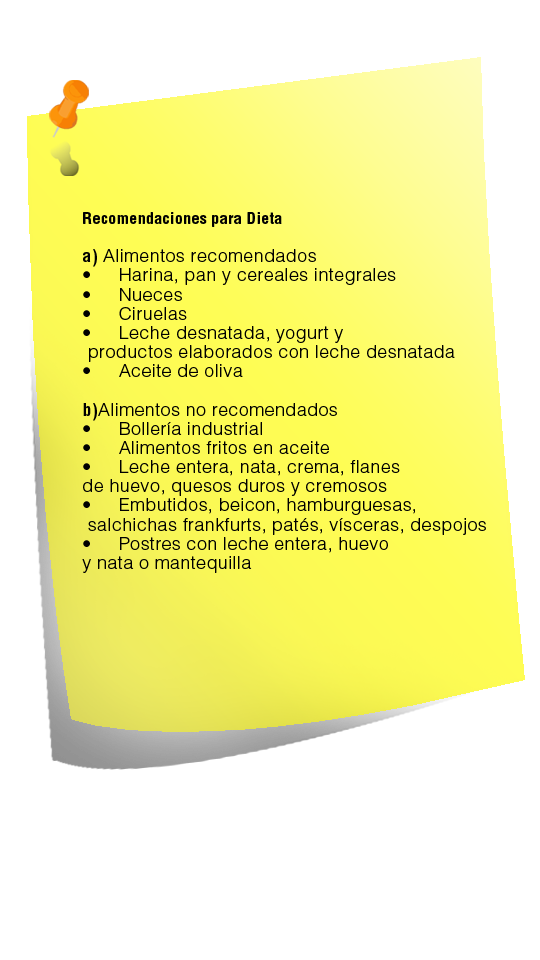 Recomendaciones para Dieta
a) Alimentos recomendados
• Harina, pan y cereales integrales
• Nueces
• Ciruelas
• Leche desnatada, yogurt y
productos elaborados con leche desnatada
• Aceite de oliva
b)Alimentos no recomendados
• Bollería industrial
• Alimentos fritos en aceite
• Leche entera, nata, crema, flanes
de huevo, quesos duros y cremosos
• Embutidos, beicon, hamburguesas,
salchichas frankfurts, patés, vísceras, despojos
• Postres con leche entera, huevo
y nata o mantequilla